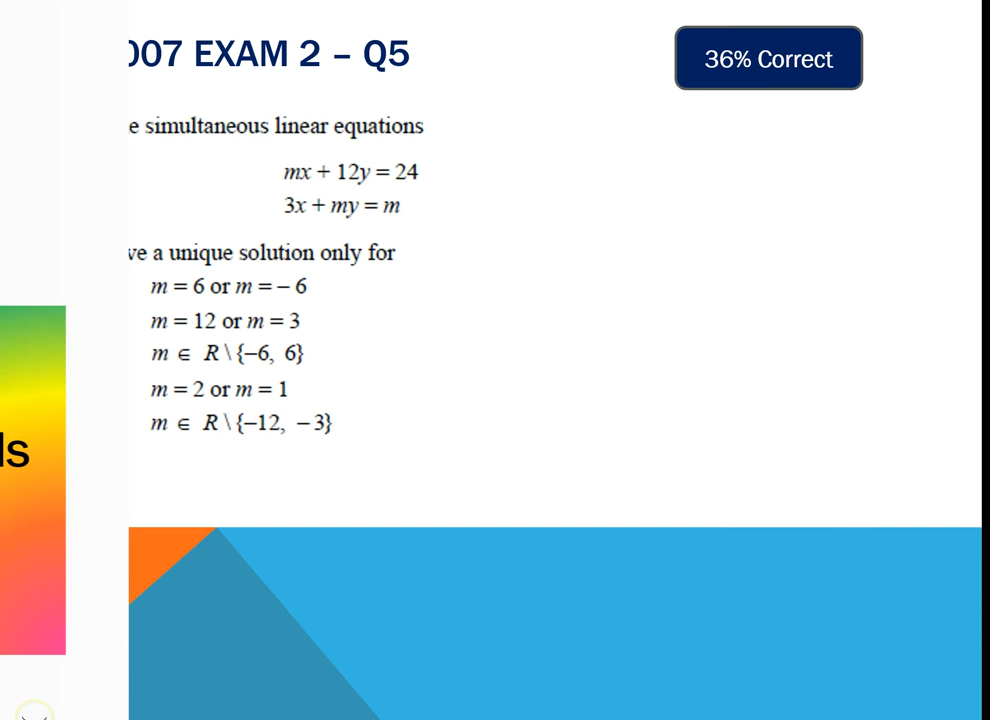 007 EXAM 2 – Q5
36% Correct
e simultaneous linear equations
mx + 12y = 24
3x + my = m
ve a unique solution only for
m = 6 or m = – 6
m = 12 or m = 3
m ∈ R \ {–6, 6}
m = 2 or m = 1
m ∈ R \ {–12, – 3}
ls